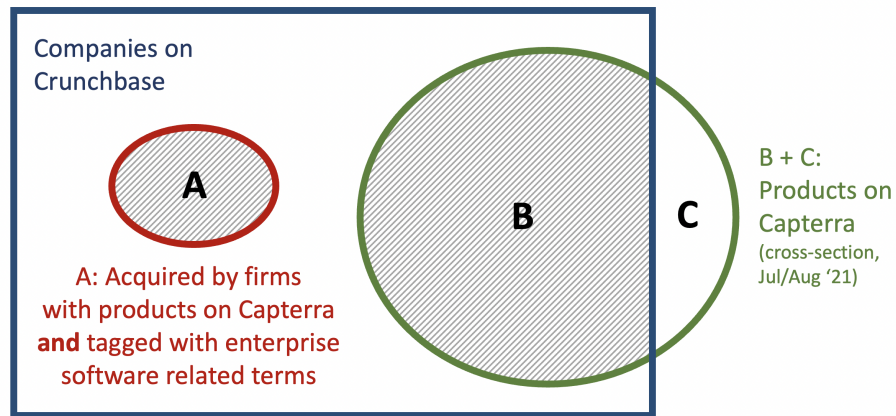 Companies on
Crunchbase
A
B
C
B + C:
Products on
Capterra
(cross-section,
Jul/Aug ‘21)
A: Acquired by firms
with products on Capterra
and tagged with enterprise
software related terms